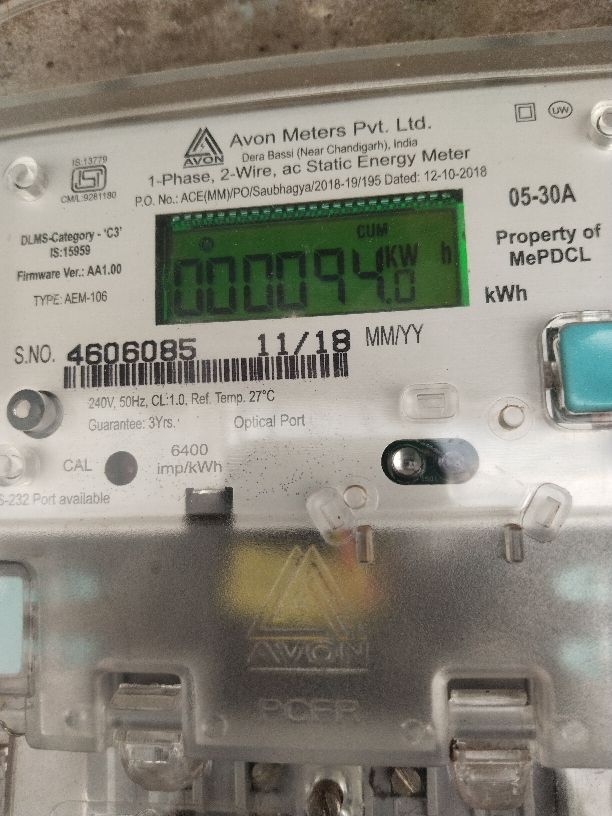 Avon Meters Pvt. Ltd.
AVON
Dera Bassi (Near Chandigarh), India
1-Phase, 2-Wire, ac Static Energy Meter
P.O. No.: ACE(MM)/PO/Saubhagya/2018-19/195 Dated: 12-10-2018
UW
IS:13779
ISI
CM/L:9261180
DLMS-Category - 'C3'
IS:15959
Firmware Ver.: AA1.00
TYPE: AEM-106
CUM
000094.0 KW h
05-30A
Property of
MePDCL
kWh
S.NO. 4606085 11/18 MM/YY
240V, 50Hz, CL:1.0, Ref. Temp. 27°C
Guarantee: 3Yrs.
Optical Port
CAL
6400
imp/kWh
S-232 Port available
AVON